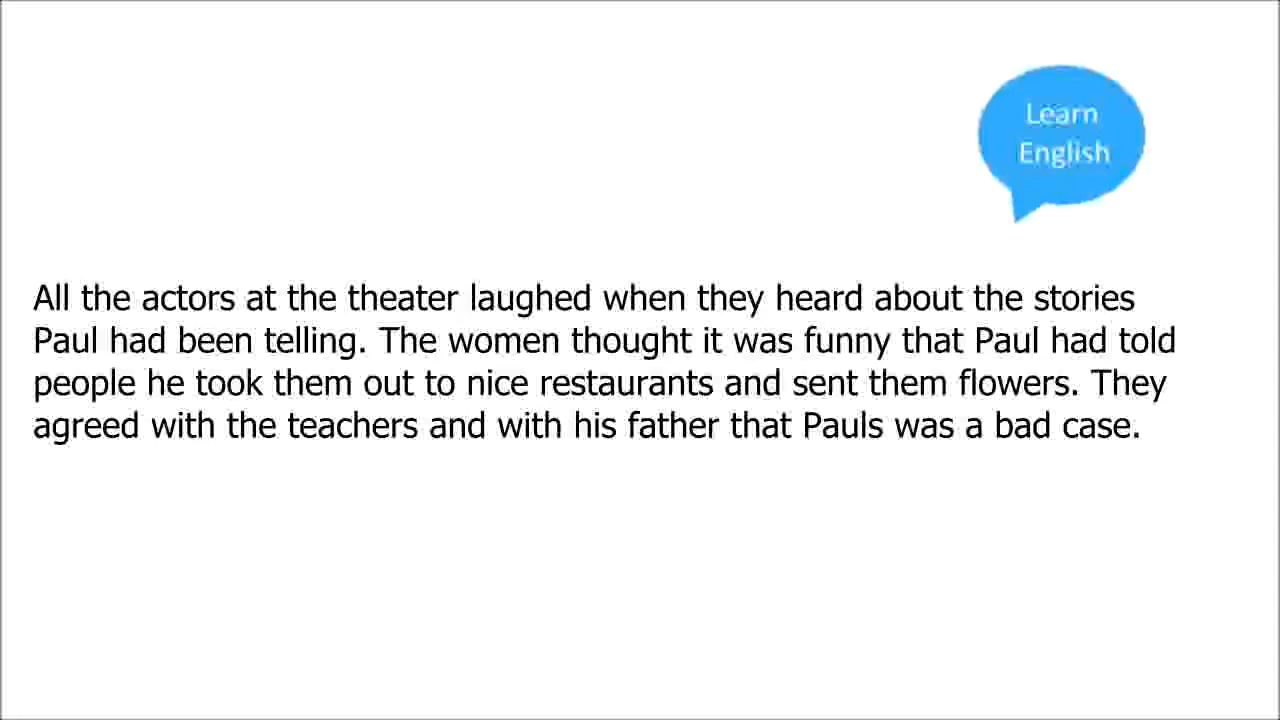 Learn
English
All the actors at the theater laughed when they heard about the stories
Paul had been telling. The women thought it was funny that Paul had told
people he took them out to nice restaurants and sent them flowers. They
agreed with the teachers and with his father that Pauls was a bad case.